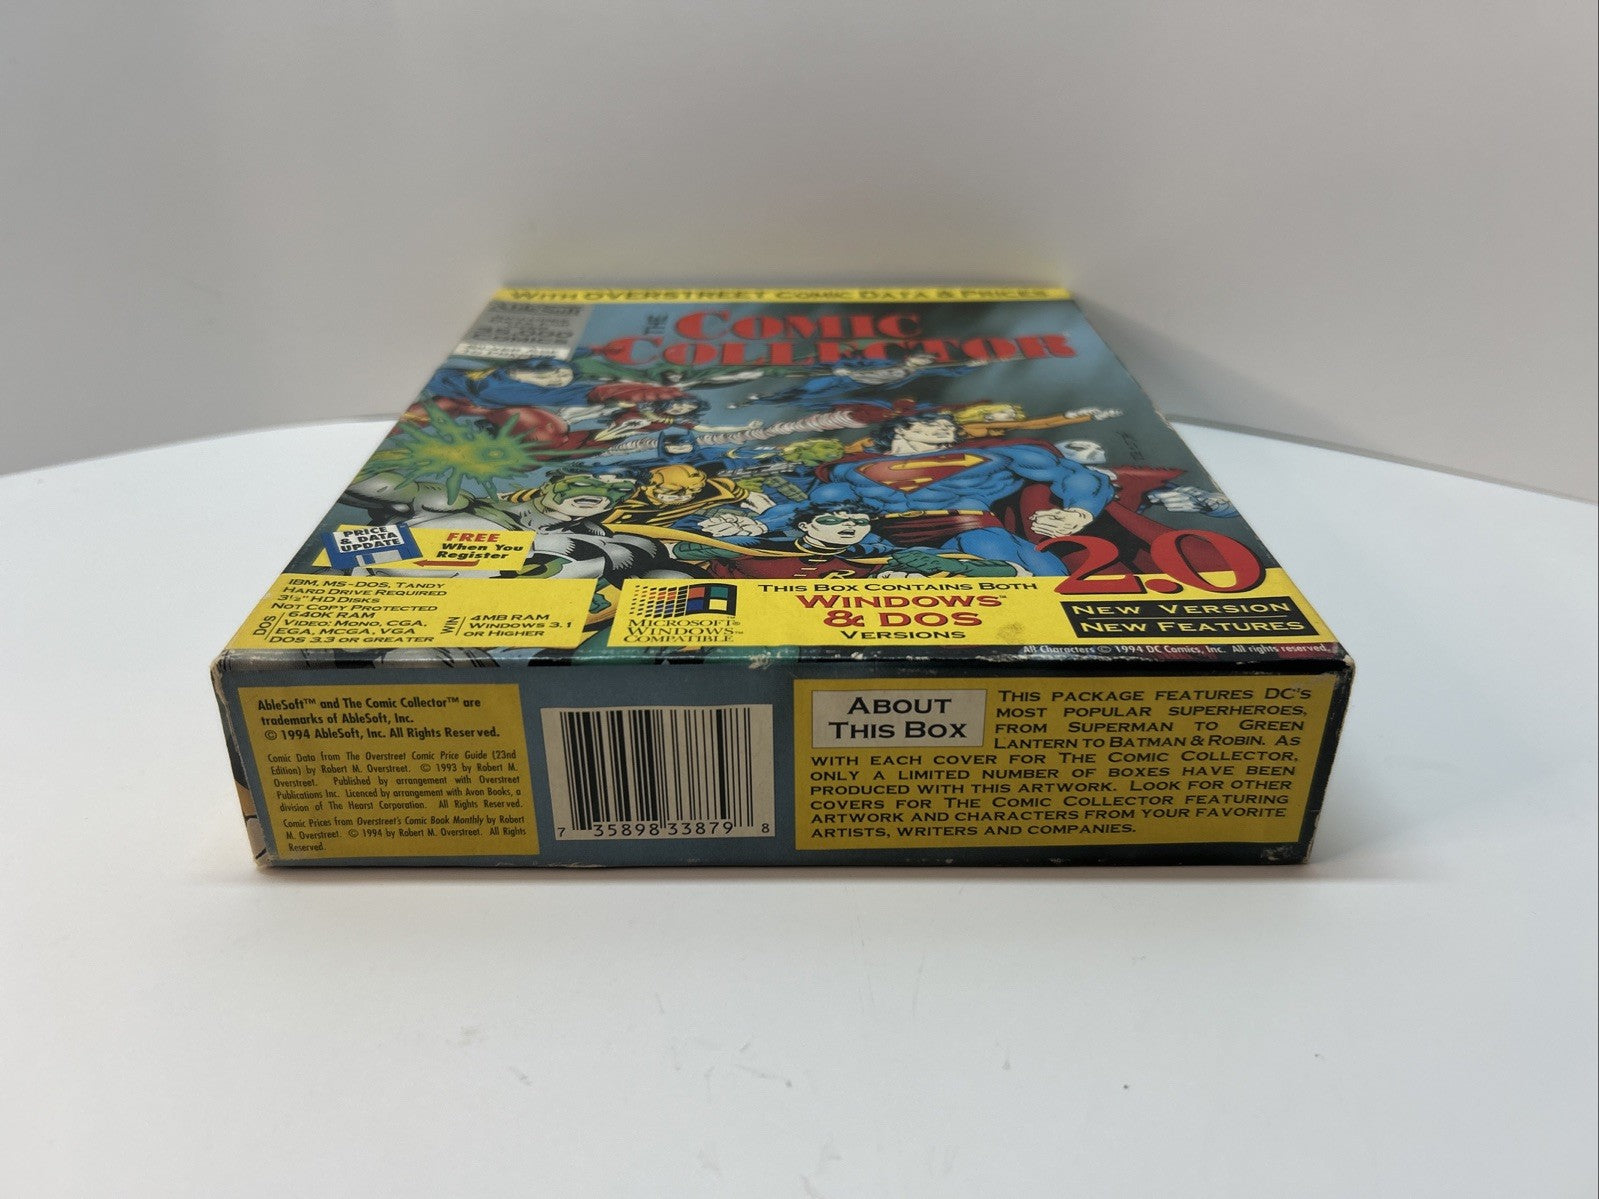 WITH OVERSTREET COMIC DATA & PRICES
AbleSoft
35,000
COMICS
THE COMIC
COLLECTOR
PRICE
& DATA
UPDATE
FREE
When You
Register
IBM, MS-DOS, TANDY
HARD DRIVE REQUIRED
3½" HD DISKS
NOT COPY PROTECTED
DOS
640K RAM
VIDEO: MONO, CGA,
EGA, MCGA, VGA
DOS 3.3 OR GREATER
WIN
4MB RAM
WINDOWS 3.1
OR HIGHER
MICROSOFT®
WINDOWS™
COMPATIBLE
THIS BOX CONTAINS BOTH
WINDOWS™
& DOS
VERSIONS
2.0
NEW VERSION
NEW FEATURES
All Characters © 1994 DC Comics, Inc. All rights reserved.
AbleSoft™ and The Comic Collector™ are
trademarks of AbleSoft, Inc.
© 1994 AbleSoft, Inc. All Rights Reserved.
Comic Data from The Overstreet Comic Price Guide (23nd
Edition) by Robert M. Overstreet. © 1993 by Robert M.
Overstreet. Published by arrangement with Overstreet
Publications Inc. Licenced by arrangement with Avon Books, a
division of The Hearst Corporation. All Rights Reserved.
Comic Prices from Overstreet's Comic Book Monthly by Robert
M. Overstreet. © 1994 by Robert M. Overstreet. All Rights
Reserved.
7 35898 33879 8
ABOUT
THIS BOX
THIS PACKAGE FEATURES DC'S
MOST POPULAR SUPERHEROES,
FROM SUPERMAN TO GREEN
LANTERN TO BATMAN & ROBIN. AS
WITH EACH COVER FOR THE COMIC COLLECTOR,
ONLY A LIMITED NUMBER OF BOXES HAVE BEEN
PRODUCED WITH THIS ARTWORK. LOOK FOR OTHER
COVERS FOR THE COMIC COLLECTOR FEATURING
ARTWORK AND CHARACTERS FROM YOUR FAVORITE
ARTISTS, WRITERS AND COMPANIES.